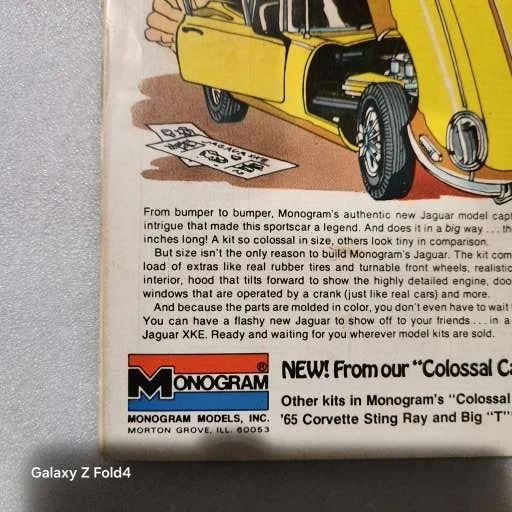 JAGUAR XKE
From bumper to bumper, Monogram's authentic new Jaguar model capt
intrigue that made this sportscar a legend. And does it in a big way . . . th
inches long! A kit so colossal in size, others look tiny in comparison.
But size isn't the only reason to build Monogram's Jaguar. The kit com
load of extras like real rubber tires and turnable front wheels, realistic
interior, hood that tilts forward to show the highly detailed engine, doo
windows that are operated by a crank (just like real cars) and more.
And because the parts are molded in color, you don't even have to wait
You can have a flashy new Jaguar to show off to your friends . . . in a
Jaguar XKE. Ready and waiting for you wherever model kits are sold.
MONOGRAM®
NEW! From our "Colossal Ca
Other kits in Monogram's "Colossal
'65 Corvette Sting Ray and Big "T"
MONOGRAM MODELS, INC.
MORTON GROVE, ILL. 60053
Galaxy Z Fold4